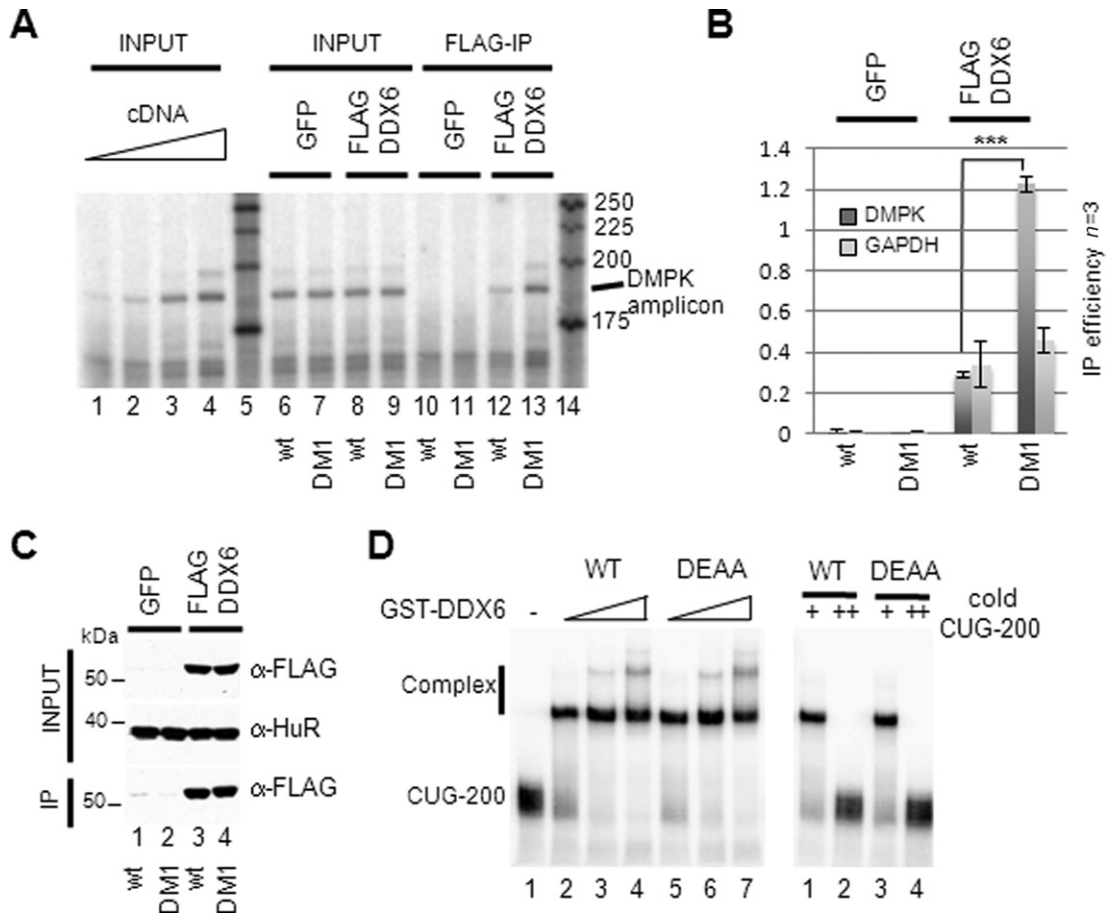 A
INPUT INPUT FLAG-IP
cDNA
GFP
FLAG DDX6
GFP
FLAG DDX6
250
225
200
DMPK amplicon
175
1 2 3 4 5 6 7 8 9 10 11 12 13 14
wt DM1 wt DM1 wt DM1 wt DM1
B
GFP
FLAG DDX6
***
1.4
1.2
1
0.8
0.6
0.4
0.2
0
DMPK
GAPDH
IP efficiency n=3
wt DM1 wt DM1
C
GFP
FLAG DDX6
kDa
INPUT
50
α-FLAG
40
α-HuR
IP
50
α-FLAG
1 2 3 4
wt DM1 wt DM1
D
WT DEAA
GST-DDX6 -
Complex
CUG-200
1 2 3 4 5 6 7
WT DEAA
+ ++ + ++
cold
CUG-200
1 2 3 4